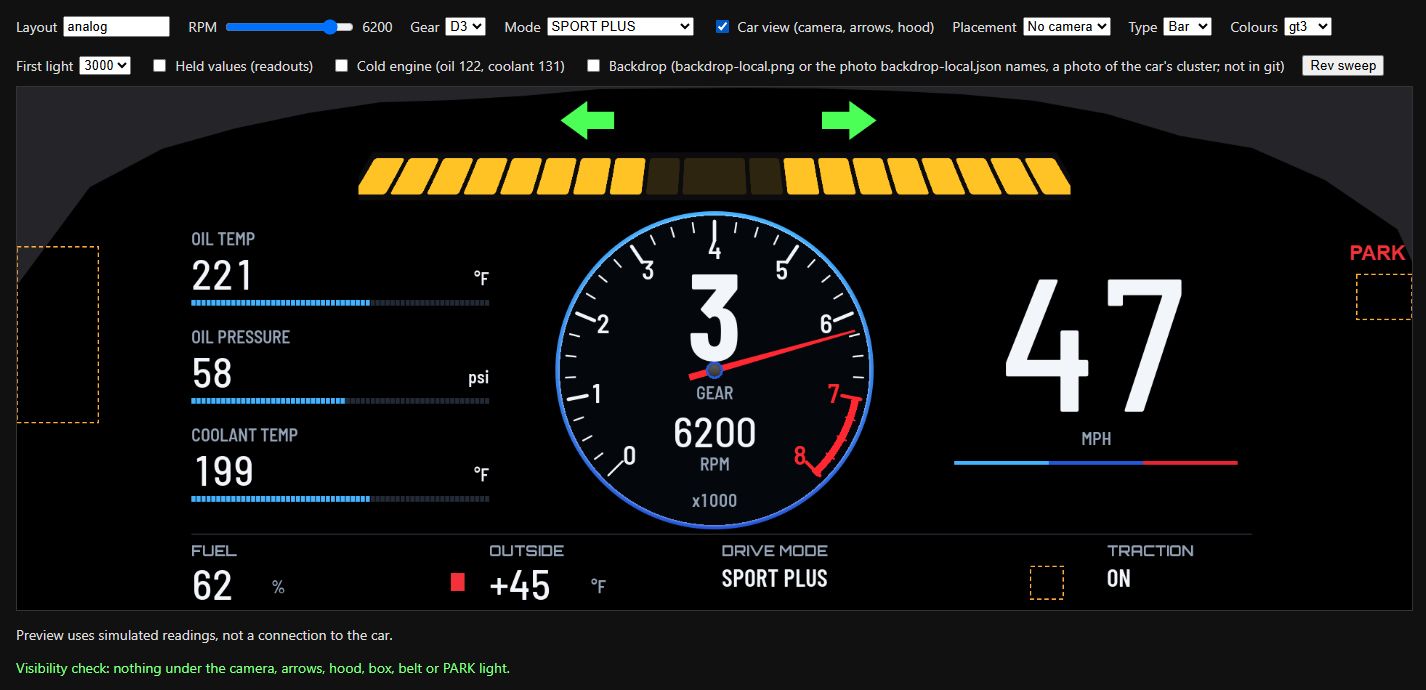 Layout analog RPM 6200 Gear D3 Mode SPORT PLUS Car view (camera, arrows, hood) Placement No camera Type Bar Colours gt3
First light 3000 Held values (readouts) Cold engine (oil 122, coolant 131) Backdrop (backdrop-local.png or the photo backdrop-local.json names, a photo of the car's cluster; not in git) Rev sweep
OIL TEMP
221 °F
OIL PRESSURE
58 psi
COOLANT TEMP
199 °F
0 1 2 3 4 5 6 7 8
3
GEAR
6200
RPM
x1000
PARK
47
MPH
FUEL
62 %
OUTSIDE
+45 °F
DRIVE MODE
SPORT PLUS
TRACTION
ON
Preview uses simulated readings, not a connection to the car.
Visibility check: nothing under the camera, arrows, hood, box, belt or PARK light.